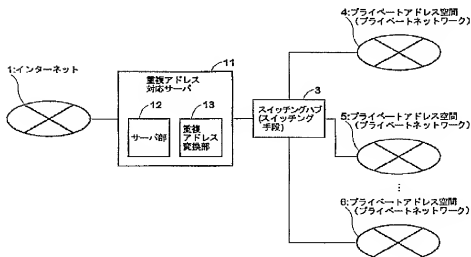 1:インターネット
11
重複アドレス
対応サーバ
12
サーバ部
13
重複
アドレス
変換部
3
スイッチングハブ
(スイッチング
手段)
4:プライベートアドレス空間
(プライベートネットワーク)
5:プライベートアドレス空間
(プライベートネットワーク)
⋮
6:プライベートアドレス空間
(プライベートネットワーク)